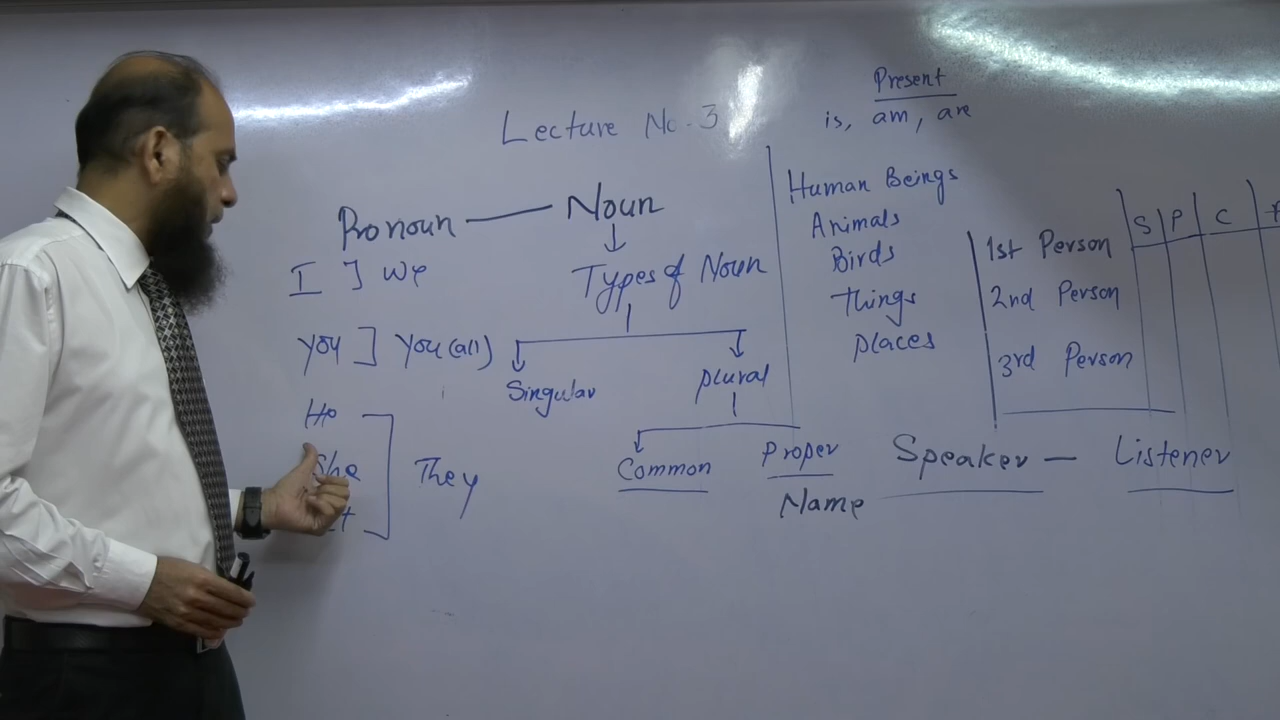 Lecture No. 3
Present
is, am, are
Pronoun — Noun
I ] we
you ] you (all)
He
She
It
They
Types of Noun
Singular
plural
Common
Proper
Name
Human Beings
Animals
Birds
things
places
S P C
1st Person
2nd Person
3rd Person
Speaker — Listener